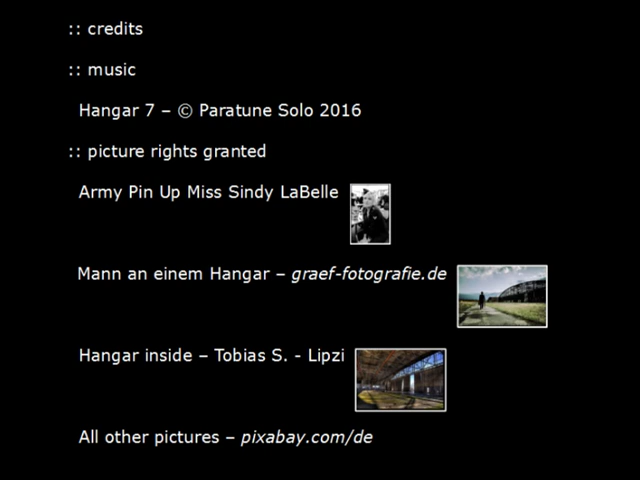 :: credits
:: music
Hangar 7 – © Paratune Solo 2016
:: picture rights granted
Army Pin Up Miss Sindy LaBelle
Mann an einem Hangar – graef-fotografie.de
Hangar inside – Tobias S. - Lipzi
All other pictures – pixabay.com/de